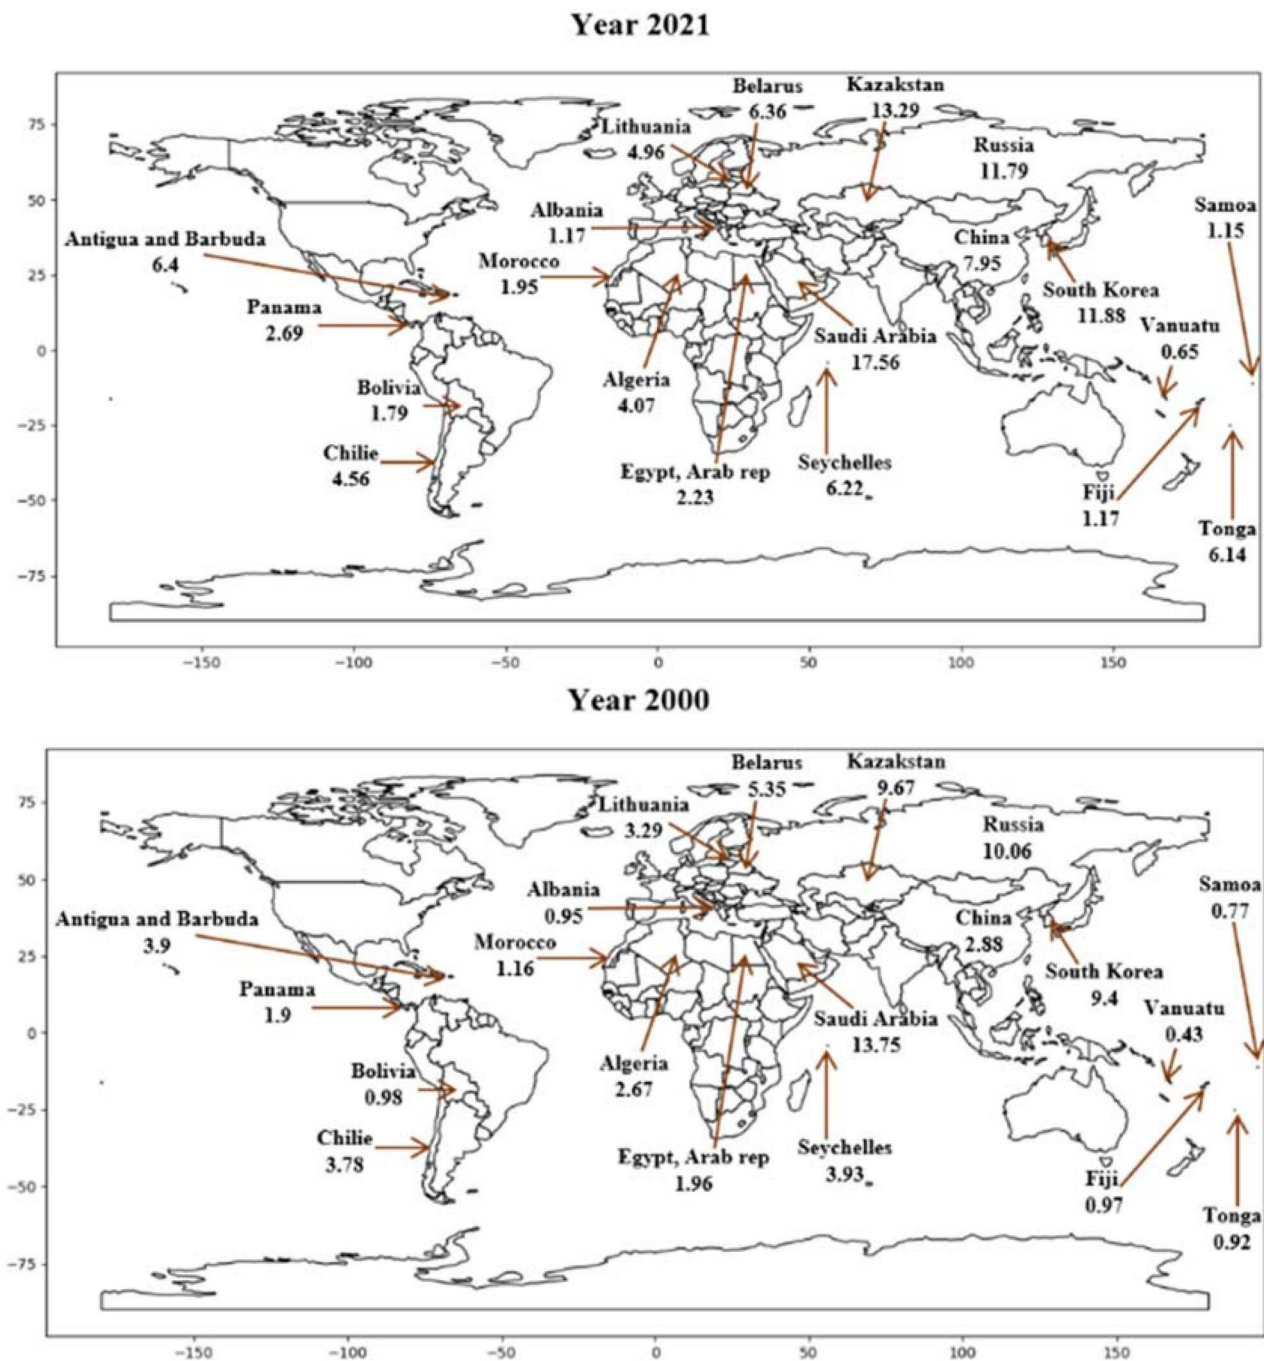 Year 2021
Belarus
6.36
Kazakstan
13.29
Lithuania
4.96
Russia
11.79
Albania
1.17
Samoa
1.15
Antigua and Barbuda
6.4
China
7.95
Morocco
1.95
South Korea
11.88
Panama
2.69
Vanuatu
0.65
Saudi Arabia
17.56
Algeria
4.07
Bolivia
1.79
Chilie
4.56
Egypt, Arab rep
2.23
Seychelles
6.22
Fiji
1.17
Tonga
6.14
75
50
25
0
−25
−50
−75
−150
−100
−50
0
50
100
150
Year 2000
Belarus
5.35
Kazakstan
9.67
Lithuania
3.29
Russia
10.06
Albania
0.95
Samoa
0.77
Antigua and Barbuda
3.9
China
2.88
Morocco
1.16
South Korea
9.4
Panama
1.9
Vanuatu
0.43
Saudi Arabia
13.75
Algeria
2.67
Bolivia
0.98
Chilie
3.78
Egypt, Arab rep
1.96
Seychelles
3.93
Fiji
0.97
Tonga
0.92
75
50
25
0
−25
−50
−75
−150
−100
−50
0
50
100
150